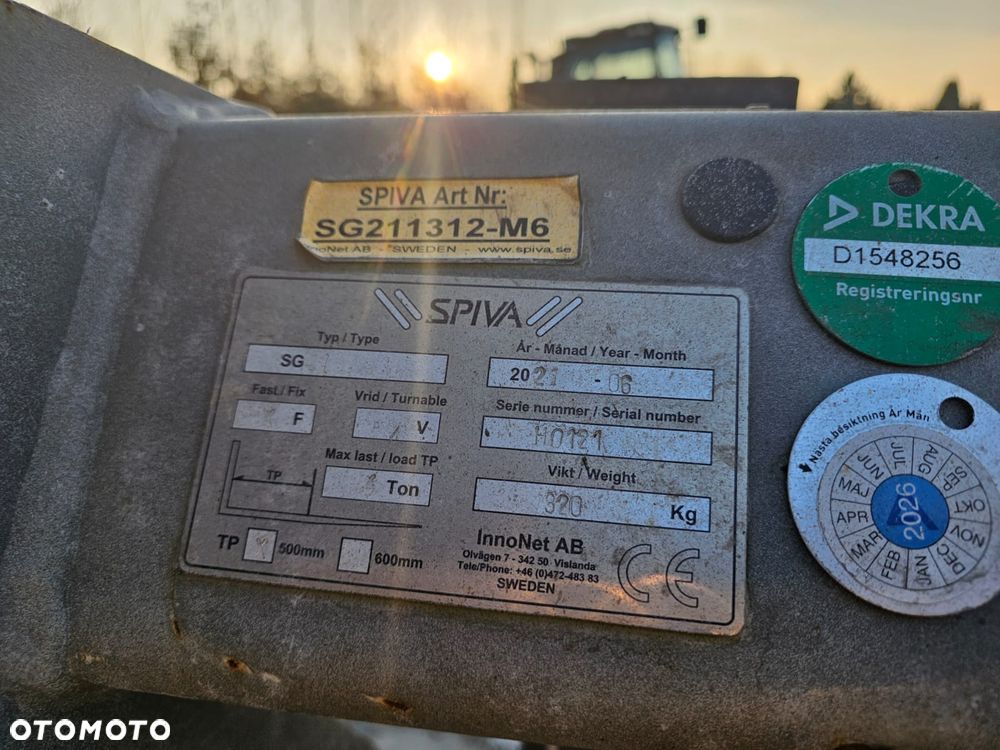 SPIVA Art Nr:
SG211312-M6
InnoNet AB - SWEDEN - www.spiva.se
DEKRA
D1548256
Registreringsnr
SPIVA
Typ / Type
SG
År - Månad / Year - Month
2021 - 06
Fast / Fix
F
Vrid / Turnable
V
Serie nummer / Serial number
H0121
Max last / load TP
Ton
Vikt / Weight
920 Kg
TP
TP 500mm 600mm
InnoNet AB
Olvägen 7 - 342 50 Vislanda
Tele/Phone: +46 (0)472-483 83
SWEDEN
CE
Nästa besiktning År Mån
JAN FEB MAR APR MAJ JUN JUL AUG SEP OKT NOV DEC
2026
OTOMOTO